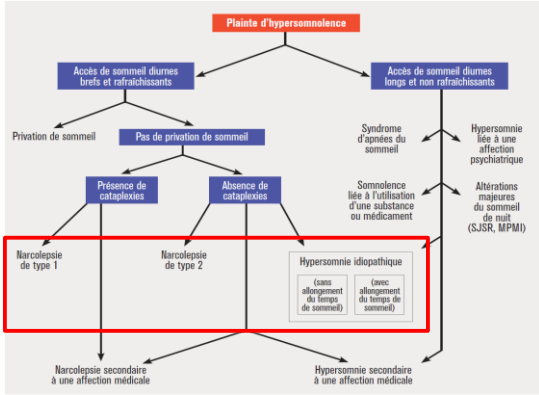 Plainte d'hypersomnolence
Accès de sommeil diurnes
brefs et rafraîchissants
Accès de sommeil diurnes
longs et non rafraîchissants
Privation de sommeil
Pas de privation de sommeil
Syndrome
d'apnées du
sommeil
Hypersomnie
liée à une
affection
psychiatrique
Présence de
cataplexies
Absence de
cataplexies
Somnolence
liée à l'utilisation
d'une substance
ou médicament
Altérations
majeures
du sommeil
de nuit
(SJSR, MPMI)
Narcolepsie
de type 1
Narcolepsie
de type 2
Hypersomnie idiopathique
(sans
allongement
du temps
de sommeil)
(avec
allongement
du temps de
sommeil)
Narcolepsie secondaire
à une affection médicale
Hypersomnie secondaire
à une affection médicale